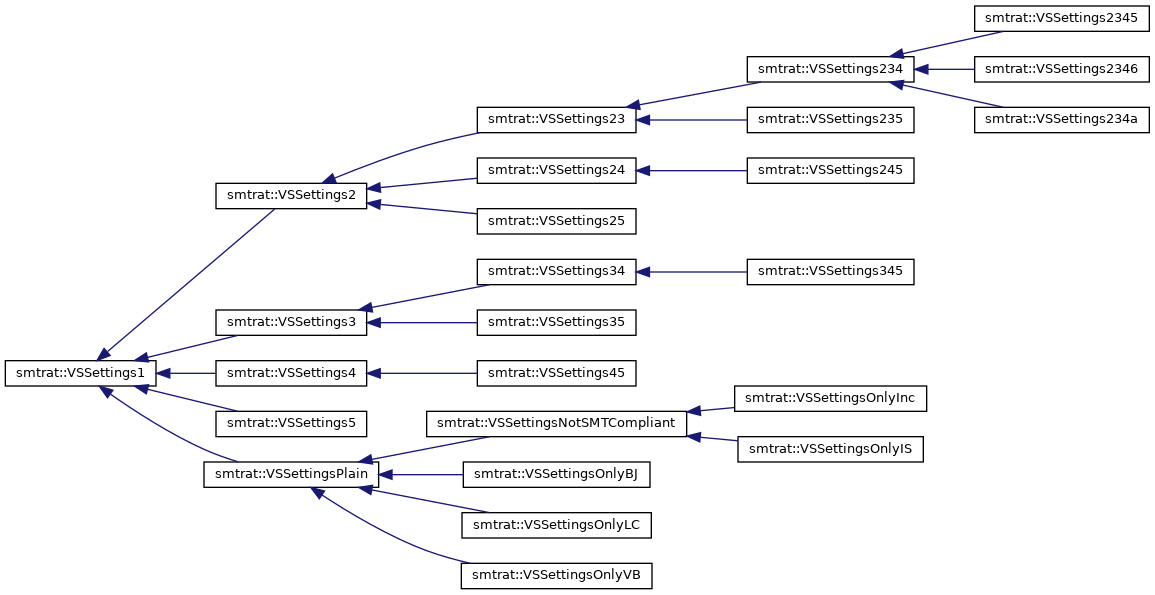 smtrat::VSSettings2345
smtrat::VSSettings234
smtrat::VSSettings2346
smtrat::VSSettings23
smtrat::VSSettings235
smtrat::VSSettings234a
smtrat::VSSettings24
smtrat::VSSettings245
smtrat::VSSettings2
smtrat::VSSettings25
smtrat::VSSettings34
smtrat::VSSettings345
smtrat::VSSettings3
smtrat::VSSettings35
smtrat::VSSettings1
smtrat::VSSettings4
smtrat::VSSettings45
smtrat::VSSettingsOnlyInc
smtrat::VSSettings5
smtrat::VSSettingsNotSMTCompliant
smtrat::VSSettingsOnlyIS
smtrat::VSSettingsPlain
smtrat::VSSettingsOnlyBJ
smtrat::VSSettingsOnlyLC
smtrat::VSSettingsOnlyVB